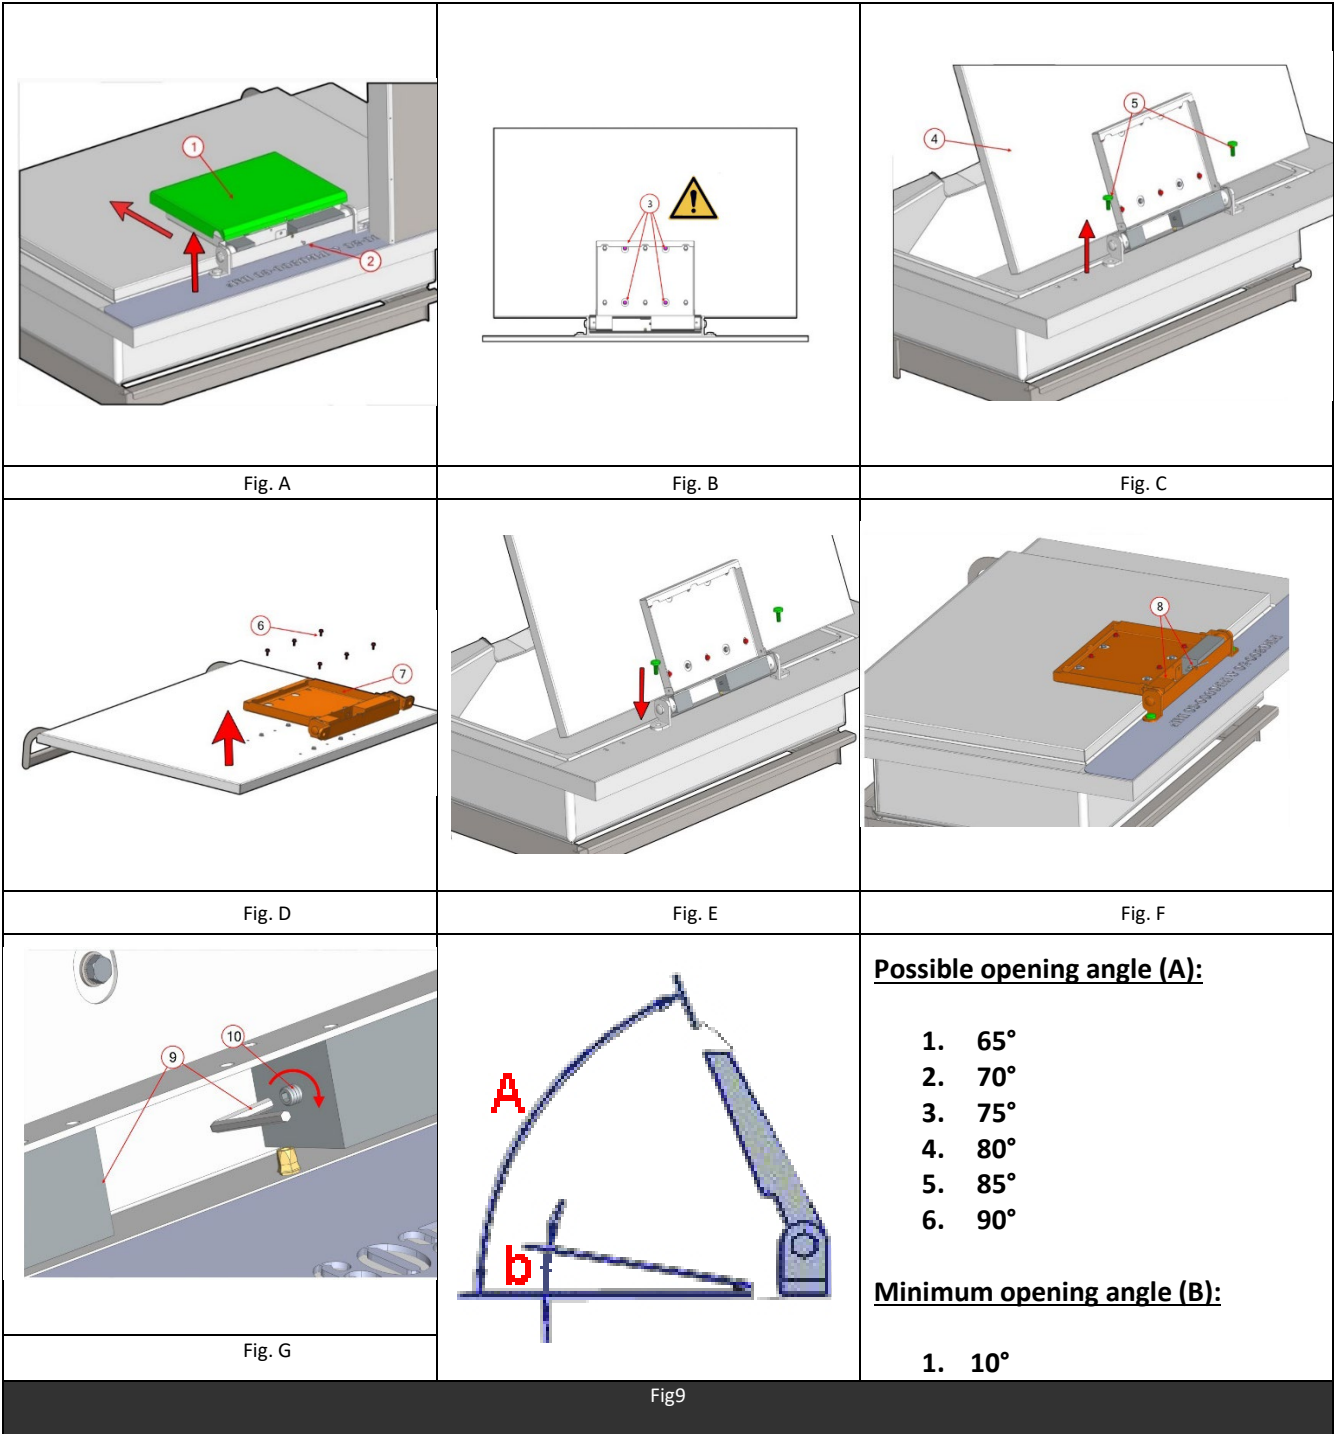 1
2
Fig. A
3
Fig. B
4
5
Fig. C
6
7
Fig. D
Fig. E
8
Fig. F
9
10
Fig. G
A
b
Possible opening angle (A):
1. 65°
2. 70°
3. 75°
4. 80°
5. 85°
6. 90°
Minimum opening angle (B):
1. 10°
Fig9